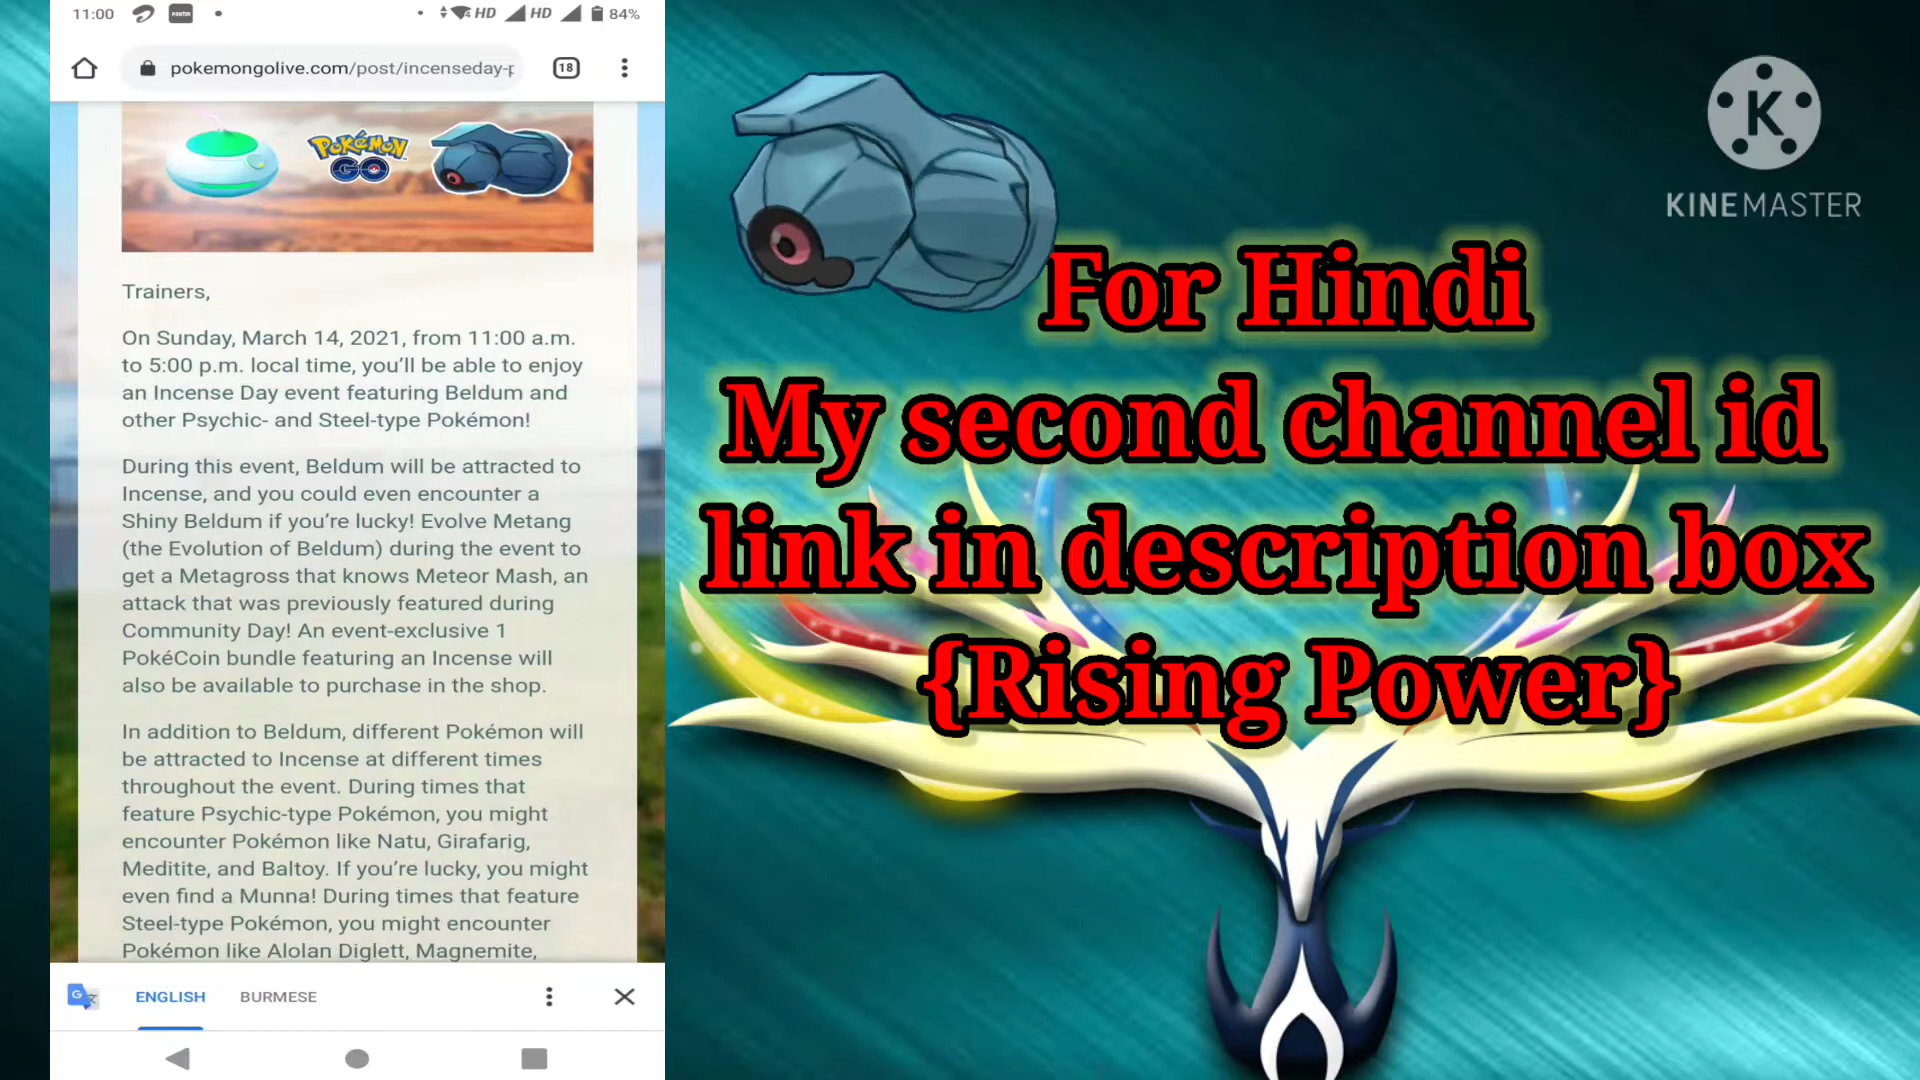 11:00
PAYTM
HD
HD
84%
pokemongolive.com/post/incenseday-p
18
POKéMON
GO
Trainers,
On Sunday, March 14, 2021, from 11:00 a.m.
to 5:00 p.m. local time, you’ll be able to enjoy
an Incense Day event featuring Beldum and
other Psychic- and Steel-type Pokémon!
During this event, Beldum will be attracted to
Incense, and you could even encounter a
Shiny Beldum if you’re lucky! Evolve Metang
(the Evolution of Beldum) during the event to
get a Metagross that knows Meteor Mash, an
attack that was previously featured during
Community Day! An event-exclusive 1
PokéCoin bundle featuring an Incense will
also be available to purchase in the shop.
In addition to Beldum, different Pokémon will
be attracted to Incense at different times
throughout the event. During times that
feature Psychic-type Pokémon, you might
encounter Pokémon like Natu, Girafarig,
Meditite, and Baltoy. If you’re lucky, you might
even find a Munna! During times that feature
Steel-type Pokémon, you might encounter
Pokémon like Alolan Diglett, Magnemite,
G
ENGLISH
BURMESE
K
KINEMASTER
For Hindi
My second channel id
link in description box
{Rising Power}